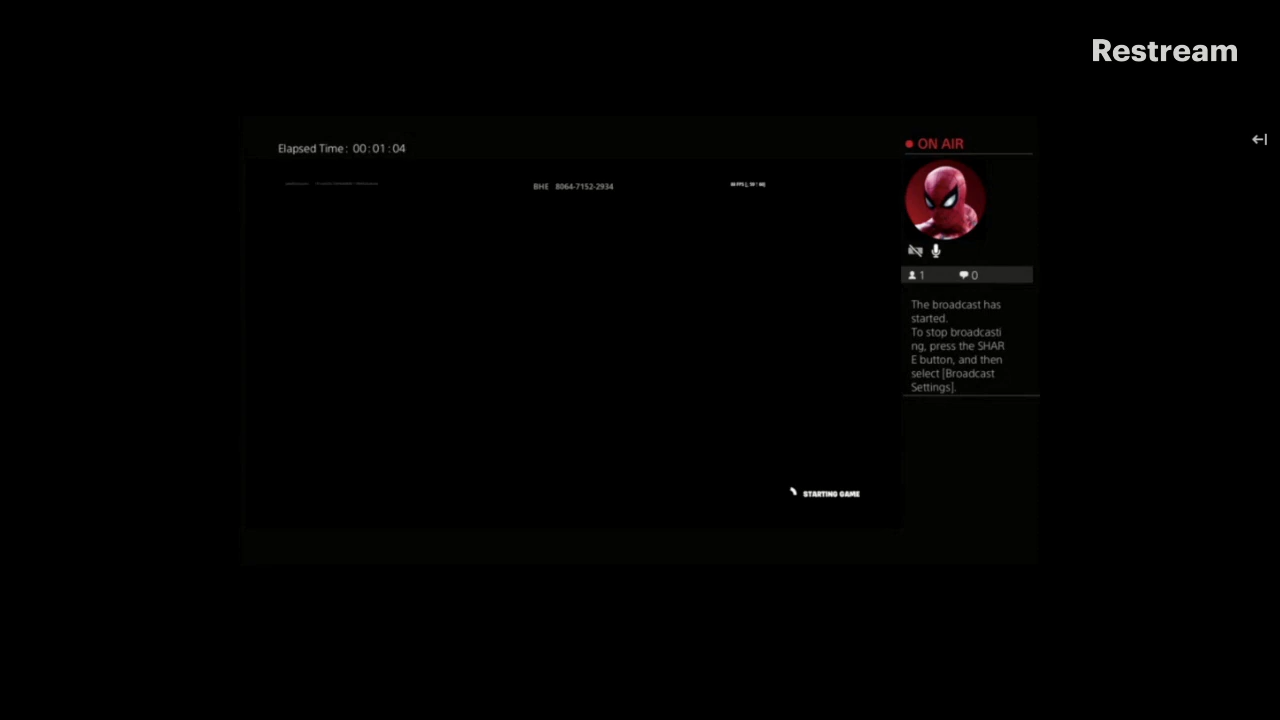 Restream
Elapsed Time: 00:01:04
ON AIR
BHE 8064-7152-2934
1
0
The broadcast has
started.
To stop broadcasti
ng, press the SHAR
E button, and then
select [Broadcast
Settings].
STARTING GAME